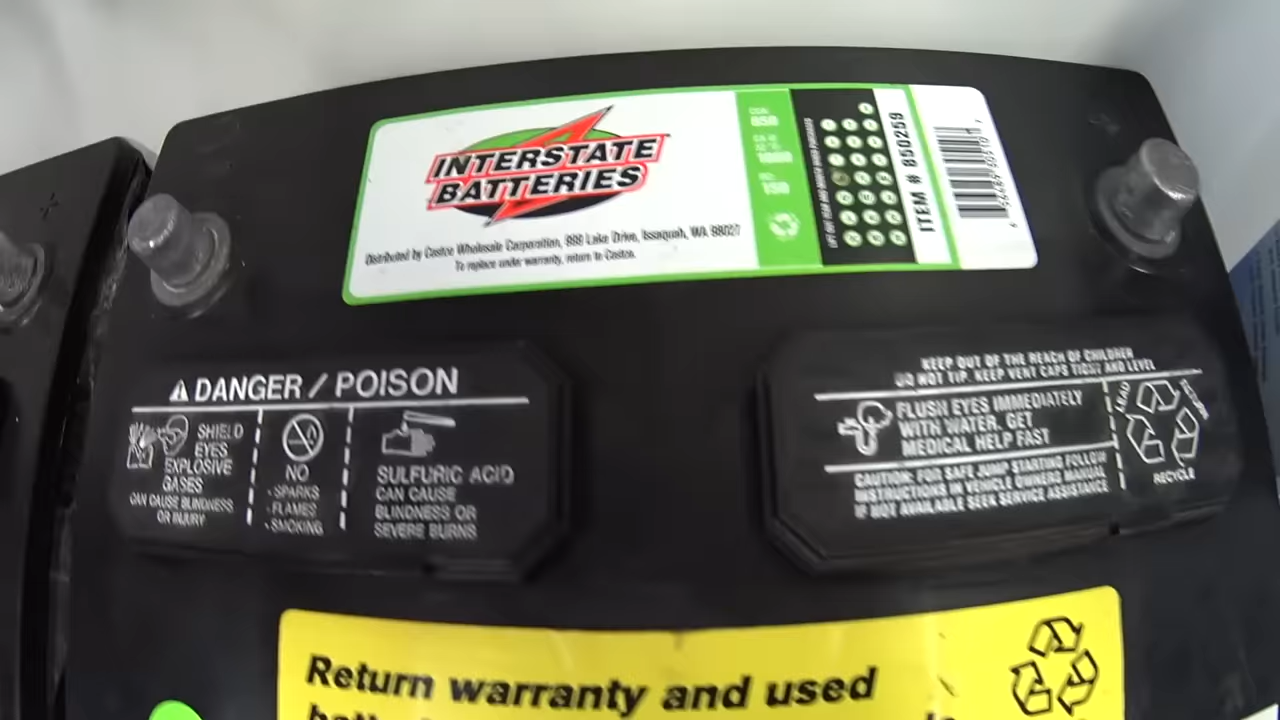 INTERSTATE
BATTERIES
Distributed by Costco Wholesale Corporation, 999 Lake Drive, Issaquah, WA 98027
To replace under warranty, return to Costco.
CCA:
850
1000
150
ITEM # 850259
DANGER / POISON
SHIELD
EYES
EXPLOSIVE
GASES
CAN CAUSE BLINDNESS
OR INJURY
NO
·SPARKS
·FLAMES
·SMOKING
SULFURIC ACID
CAN CAUSE
BLINDNESS OR
SEVERE BURNS
KEEP OUT OF THE REACH OF CHILDREN
DO NOT TIP. KEEP VENT CAPS TIGHT AND LEVEL
FLUSH EYES IMMEDIATELY
WITH WATER. GET
MEDICAL HELP FAST
CAUTION: FOR SAFE JUMP STARTING FOLLOW
INSTRUCTIONS IN VEHICLE OWNERS MANUAL
IF NOT AVAILABLE SEEK SERVICE ASSISTANCE
LEAD
RECYCLE
Return warranty and used